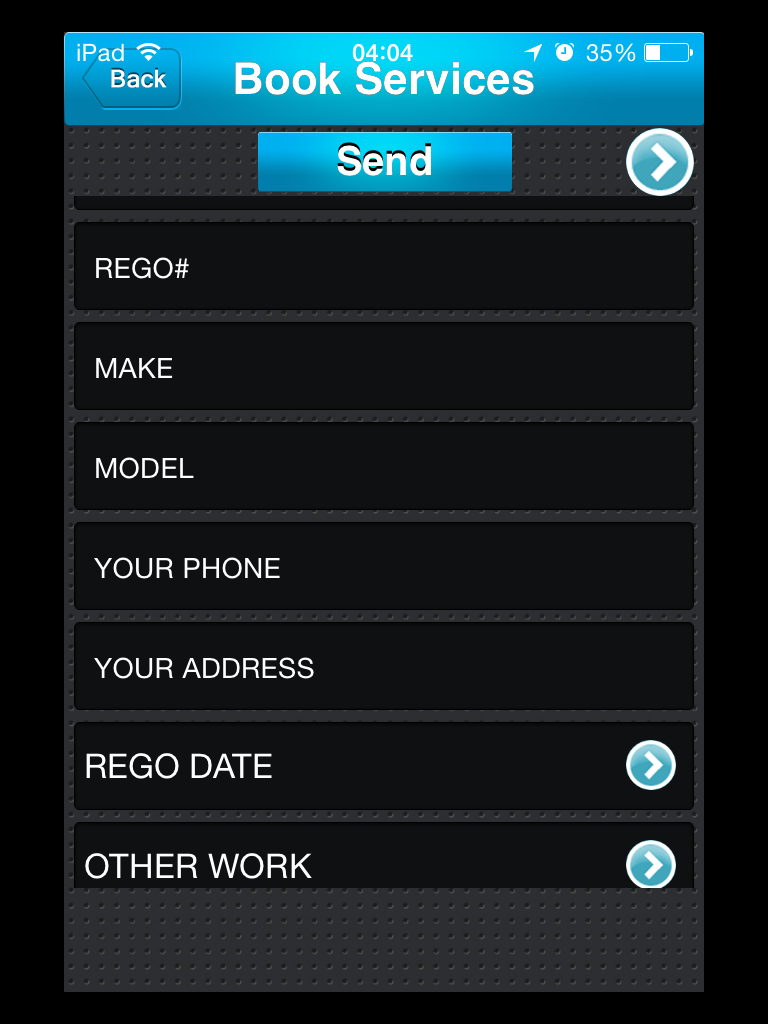 iPad 04:04 35%
Back
Book Services
Send
REGO#
MAKE
MODEL
YOUR PHONE
YOUR ADDRESS
REGO DATE
OTHER WORK